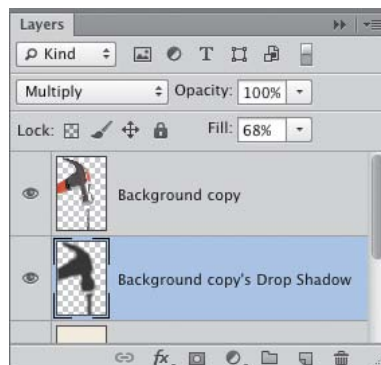 Layers
Kind
Multiply Opacity: 100%
Lock: Fill: 68%
Background copy
Background copy's Drop Shadow
fx